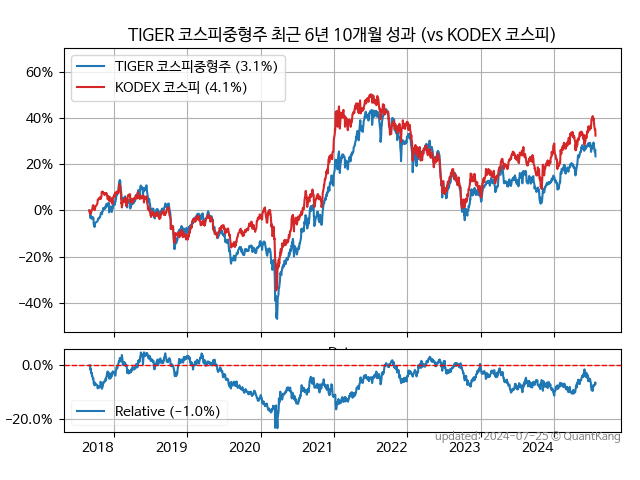 TIGER 코스피중형주 최근 6년 10개월 성과 (vs KODEX 코스피)
TIGER 코스피중형주 (3.1%)
KODEX 코스피 (4.1%)
60%
40%
20%
0%
−20%
−40%
0.0%
−20.0%
Relative (−1.0%)
2018 2019 2020 2021 2022 2023 2024
updated: 2024-07-25 © QuantKang